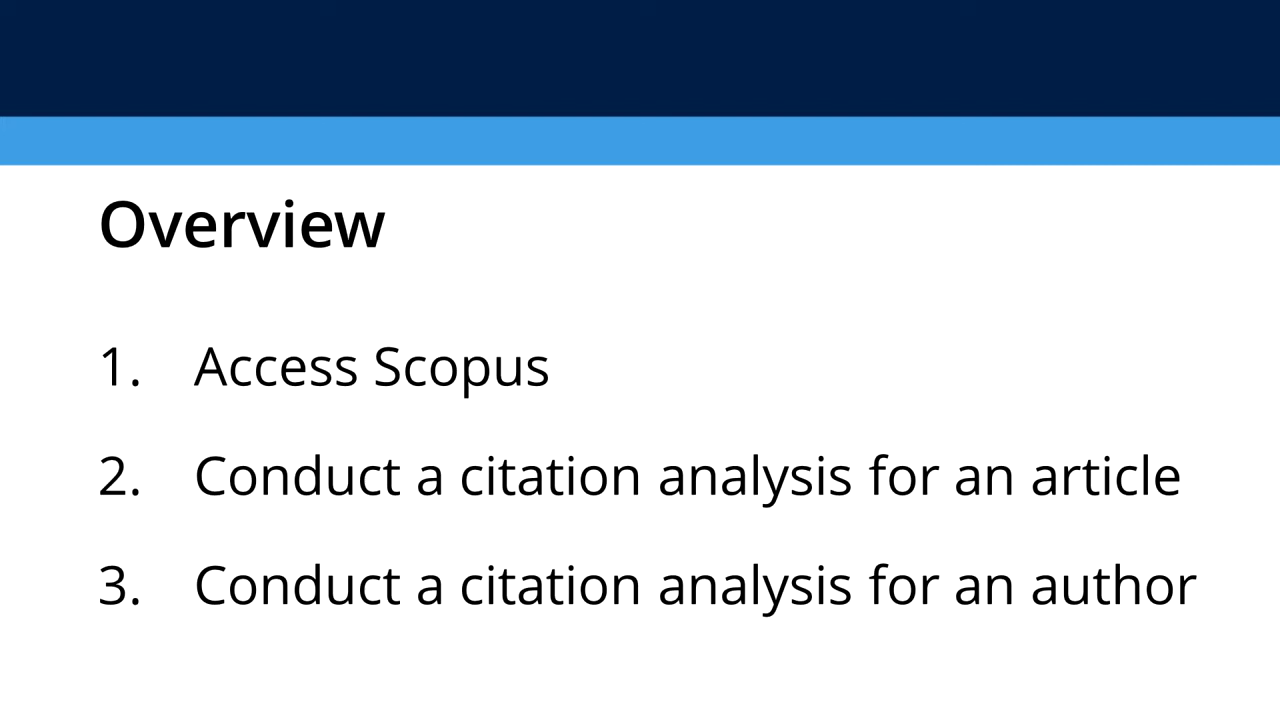 Overview
1. Access Scopus
2. Conduct a citation analysis for an article
3. Conduct a citation analysis for an author